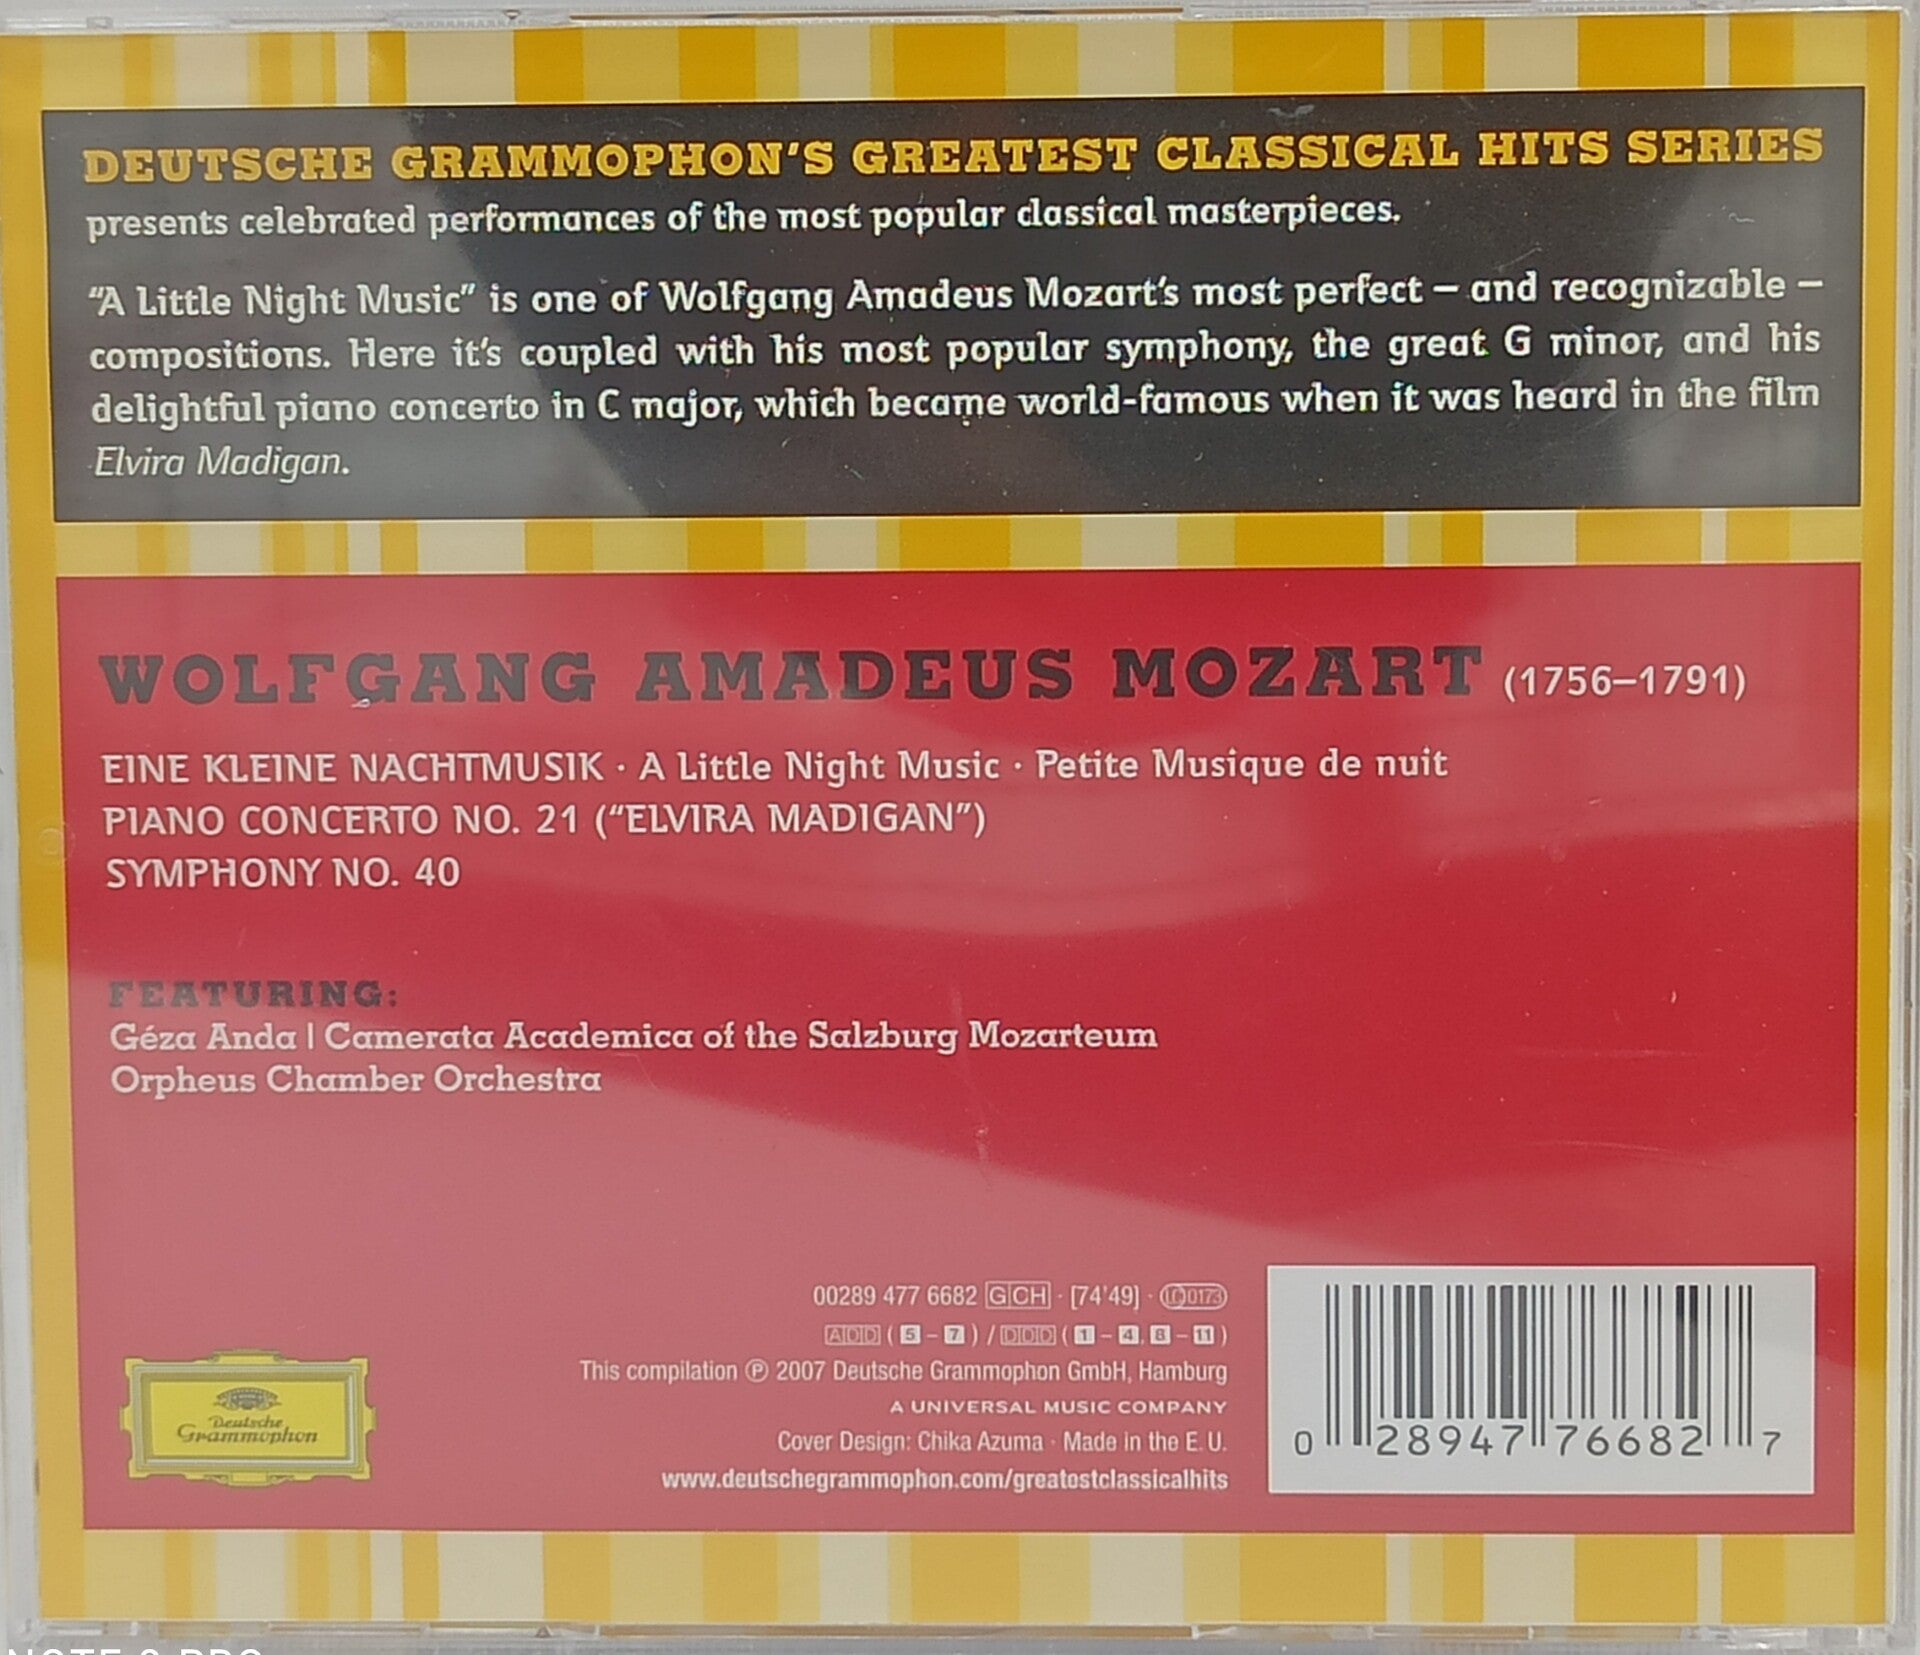 DEUTSCHE GRAMMOPHON'S GREATEST CLASSICAL HITS SERIES
presents celebrated performances of the most popular classical masterpieces.
“A Little Night Music” is one of Wolfgang Amadeus Mozart's most perfect – and recognizable –
compositions. Here it's coupled with his most popular symphony, the great G minor, and his
delightful piano concerto in C major, which became world-famous when it was heard in the film
Elvira Madigan.
WOLFGANG AMADEUS MOZART (1756–1791)
EINE KLEINE NACHTMUSIK · A Little Night Music · Petite Musique de nuit
PIANO CONCERTO NO. 21 (“ELVIRA MADIGAN”)
SYMPHONY NO. 40
FEATURING:
Géza Anda | Camerata Academica of the Salzburg Mozarteum
Orpheus Chamber Orchestra
00289 477 6682 GCH · [74'49] · LC0173
ADD (5 – 7) / DDD (1 – 4, 8 – 11)
This compilation ℗ 2007 Deutsche Grammophon GmbH, Hamburg
A UNIVERSAL MUSIC COMPANY
Cover Design: Chika Azuma · Made in the E. U.
www.deutschegrammophon.com/greatestclassicalhits
Deutsche
Grammophon
0 28947 76682 7